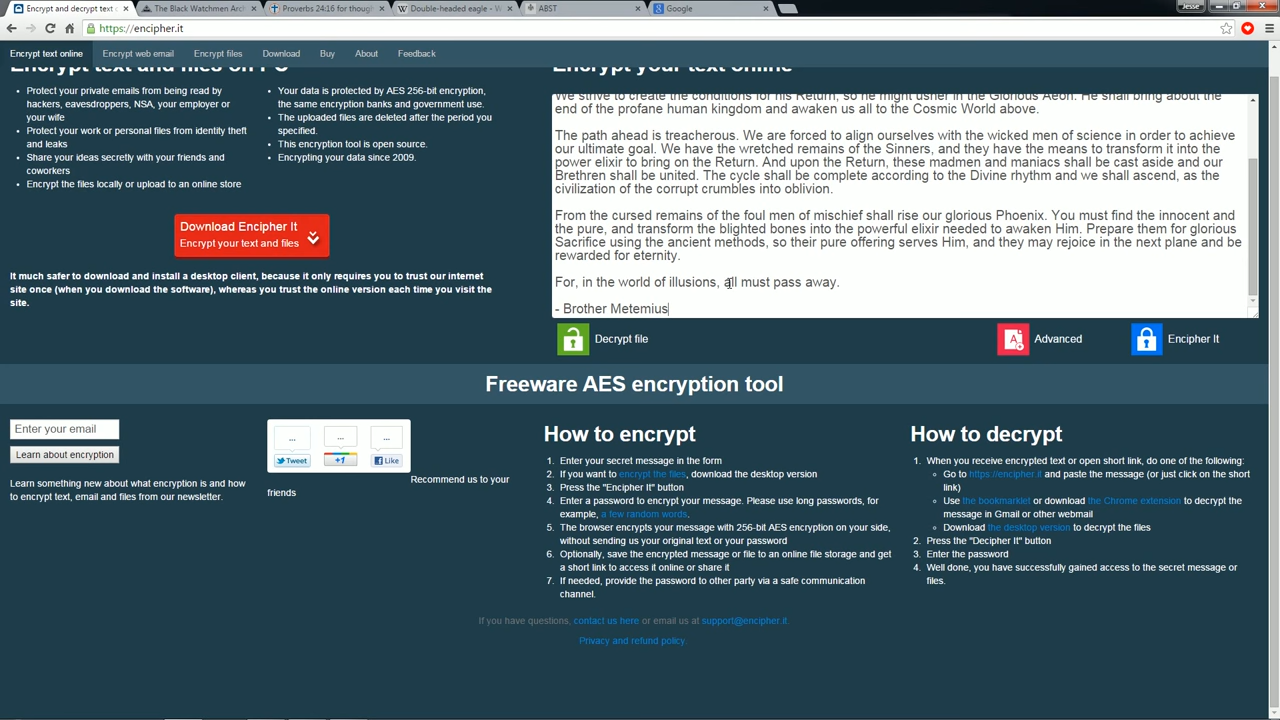 Encrypt and decrypt text c
The Black Watchmen Arch
Proverbs 24:16 for though
Double-headed eagle - W
ABST
Google
Jesse
https://encipher.it
Encrypt text online
Encrypt web email
Encrypt files
Download
Buy
About
Feedback
Encrypt text and files on PC
Protect your private emails from being read by
hackers, eavesdroppers, NSA, your employer or
your wife
Protect your work or personal files from identity theft
and leaks
Share your ideas secretly with your friends and
coworkers
Encrypt the files locally or upload to an online store
Your data is protected by AES 256-bit encryption,
the same encryption banks and government use.
The uploaded files are deleted after the period you
specified.
This encryption tool is open source.
Encrypting your data since 2009.
Download Encipher It
Encrypt your text and files
It much safer to download and install a desktop client, because it only requires you to trust our internet
site once (when you download the software), whereas you trust the online version each time you visit the
site.
Encrypt your text online
We strive to create the conditions for his Return, so he might usher in the Glorious Aeon. He shall bring about the
end of the profane human kingdom and awaken us all to the Cosmic World above.
The path ahead is treacherous. We are forced to align ourselves with the wicked men of science in order to achieve
our ultimate goal. We have the wretched remains of the Sinners, and they have the means to transform it into the
power elixir to bring on the Return. And upon the Return, these madmen and maniacs shall be cast aside and our
Brethren shall be united. The cycle shall be complete according to the Divine rhythm and we shall ascend, as the
civilization of the corrupt crumbles into oblivion.
From the cursed remains of the foul men of mischief shall rise our glorious Phoenix. You must find the innocent and
the pure, and transform the blighted bones into the powerful elixir needed to awaken Him. Prepare them for glorious
Sacrifice using the ancient methods, so their pure offering serves Him, and they may rejoice in the next plane and be
rewarded for eternity.
For, in the world of illusions, all must pass away.
- Brother Metemius
Decrypt file
Advanced
Encipher It
Freeware AES encryption tool
Enter your email
Learn about encryption
Learn something new about what encryption is and how
to encrypt text, email and files from our newsletter.
... ... ...
Tweet
+1
Like
Recommend us to your
friends
How to encrypt
1. Enter your secret message in the form
2. If you want to encrypt the files, download the desktop version
3. Press the "Encipher It" button
4. Enter a password to encrypt your message. Please use long passwords, for
example, a few random words.
5. The browser encrypts your message with 256-bit AES encryption on your side,
without sending us your original text or your password
6. Optionally, save the encrypted message or file to an online file storage and get
a short link to access it online or share it
7. If needed, provide the password to other party via a safe communication
channel.
How to decrypt
1. When you receive encrypted text or open short link, do one of the following:
Go to https://encipher.it and paste the message (or just click on the short
link)
Use the bookmarklet or download the Chrome extension to decrypt the
message in Gmail or other webmail
Download the desktop version to decrypt the files
2. Press the "Decipher It" button
3. Enter the password
4. Well done, you have successfully gained access to the secret message or
files.
If you have questions, contact us here or email us at support@encipher.it.
Privacy and refund policy.